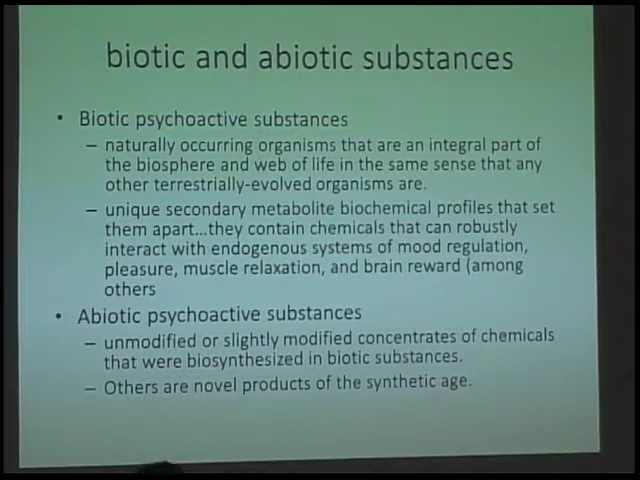 biotic and abiotic substances
• Biotic psychoactive substances
– naturally occurring organisms that are an integral part of
the biosphere and web of life in the same sense that any
other terrestrially-evolved organisms are.
– unique secondary metabolite biochemical profiles that set
them apart...they contain chemicals that can robustly
interact with endogenous systems of mood regulation,
pleasure, muscle relaxation, and brain reward (among
others
• Abiotic psychoactive substances
– unmodified or slightly modified concentrates of chemicals
that were biosynthesized in biotic substances.
– Others are novel products of the synthetic age.